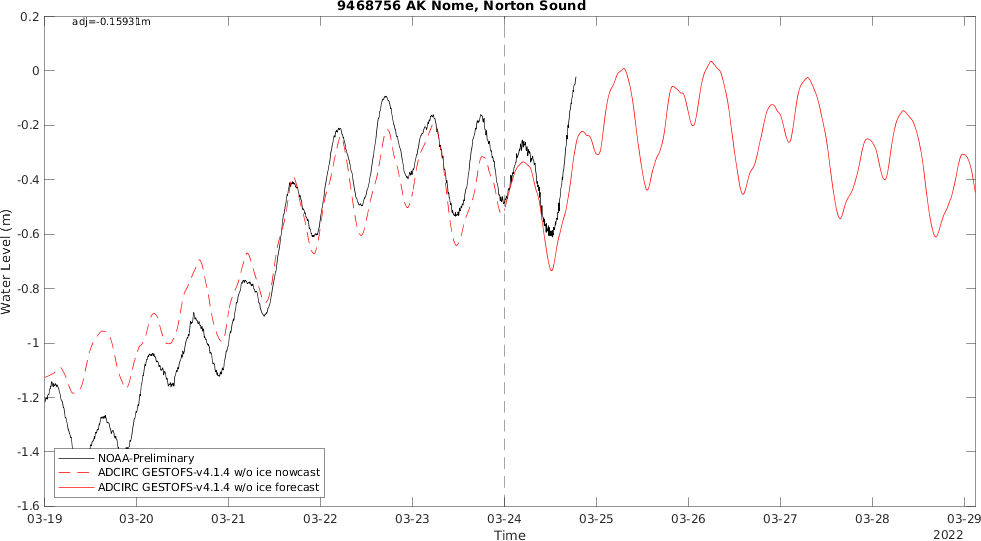 9468756 AK Nome, Norton Sound
adj=-0.15931m
0.2
0
-0.2
-0.4
-0.6
-0.8
-1
-1.2
-1.4
-1.6
Water Level (m)
NOAA-Preliminary
ADCIRC GESTOFS-v4.1.4 w/o ice nowcast
ADCIRC GESTOFS-v4.1.4 w/o ice forecast
03-19 03-20 03-21 03-22 03-23 03-24 03-25 03-26 03-27 03-28 03-29
Time
2022